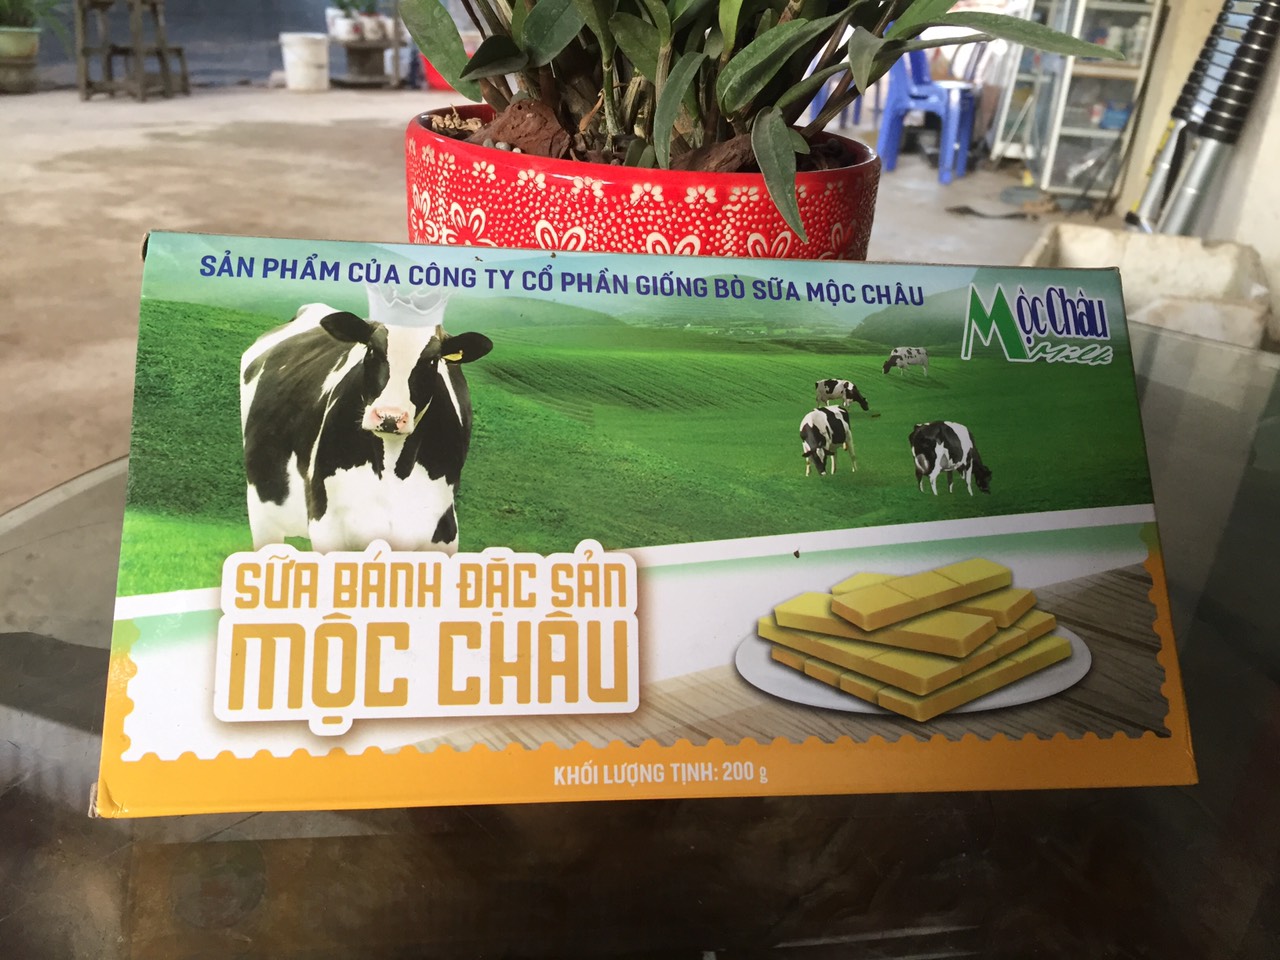 SẢN PHẨM CỦA CÔNG TY CỔ PHẦN GIỐNG BÒ SỮA MỘC CHÂU
Mộc Châu
Milk
SỮA BÁNH ĐẶC SẢN
MỘC CHÂU
KHỐI LƯỢNG TỊNH: 200 g